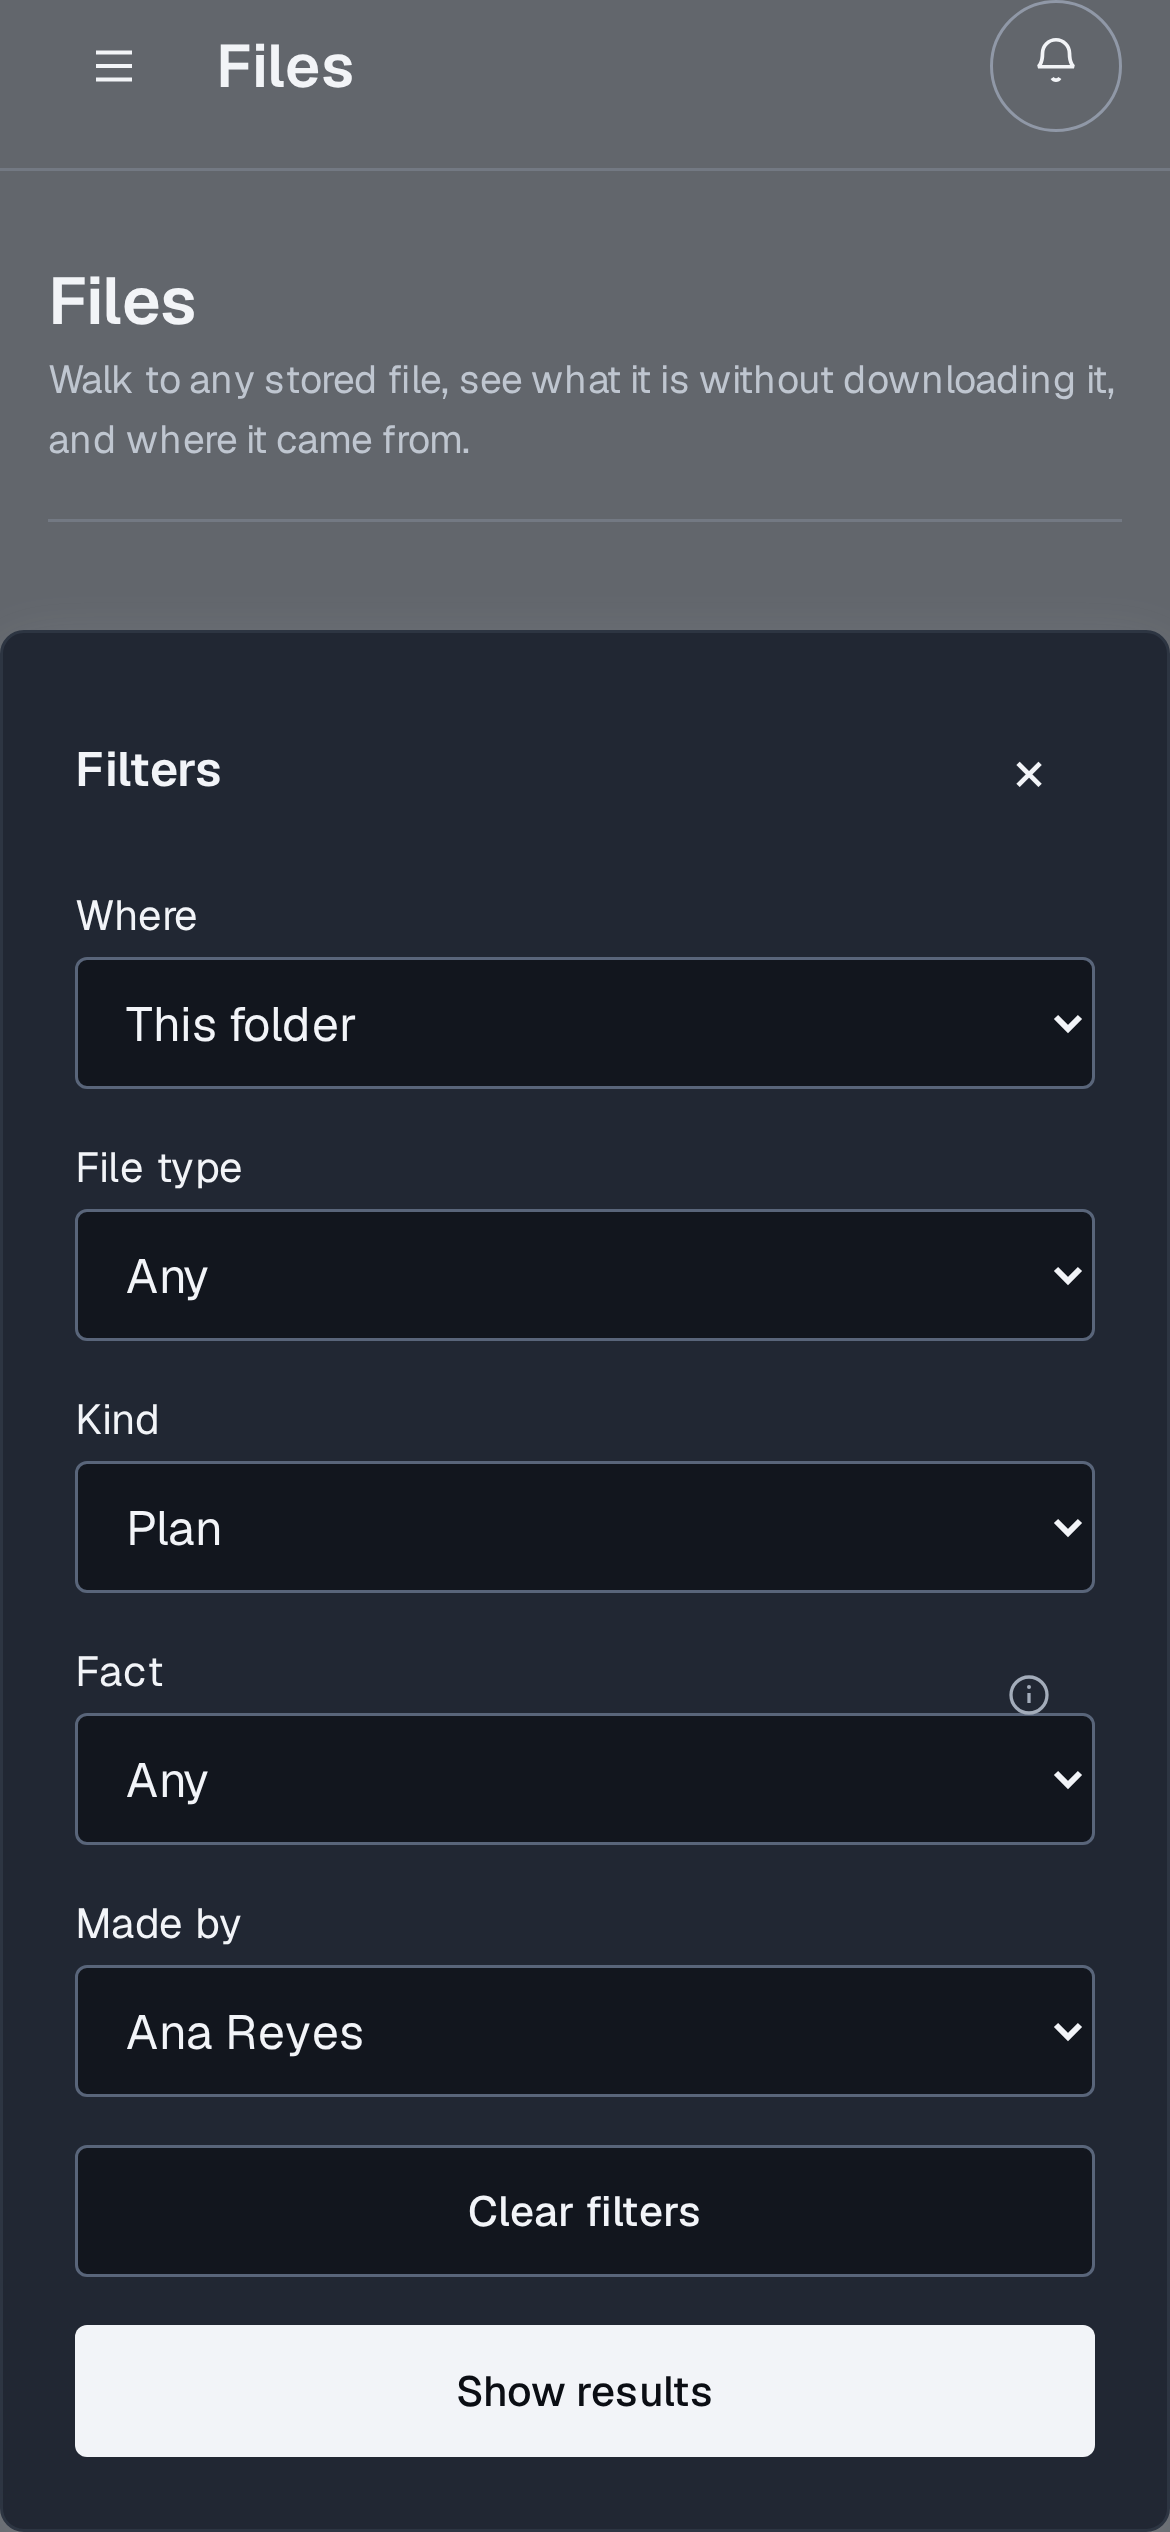 Files
Files
Walk to any stored file, see what it is without downloading it,
and where it came from.
Filters
Where
This folder
File type
Any
Kind
Plan
Fact
Any
Made by
Ana Reyes
Clear filters
Show results